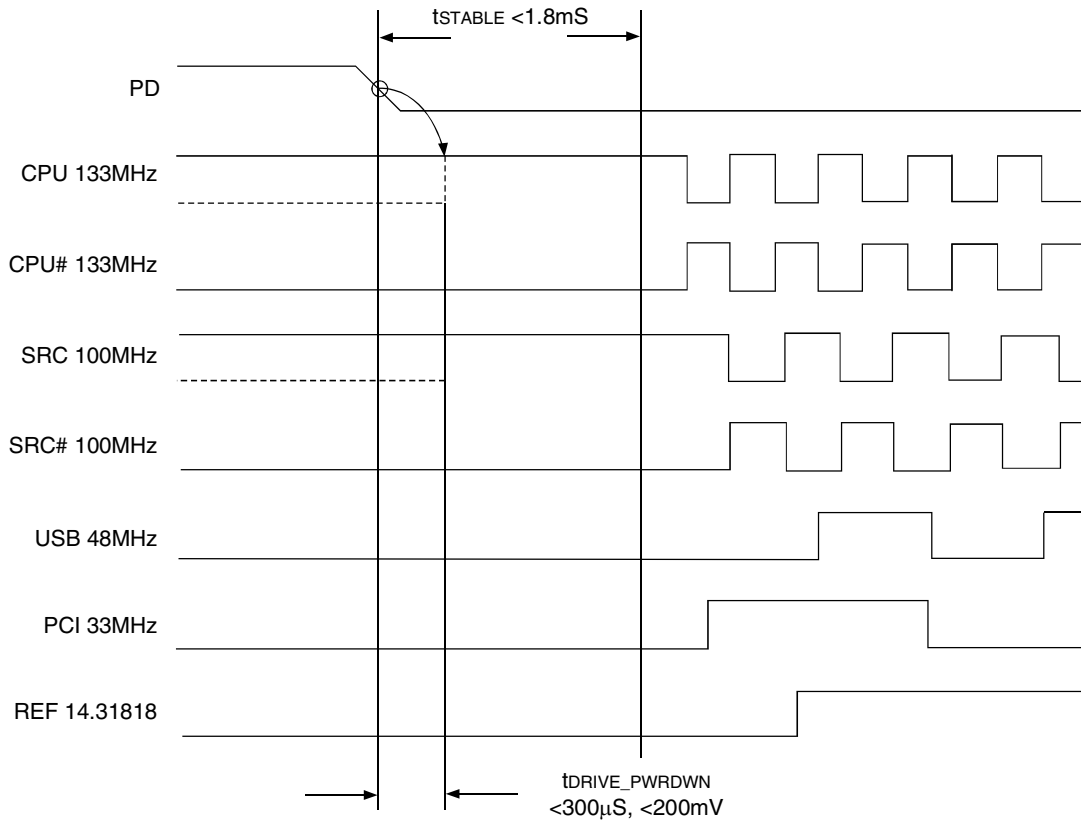 tSTABLE <1.8mS
PD
CPU 133MHz
CPU# 133MHz
SRC 100MHz
SRC# 100MHz
USB 48MHz
PCI 33MHz
REF 14.31818
tDRIVE_PWRDWN
<300µS, <200mV